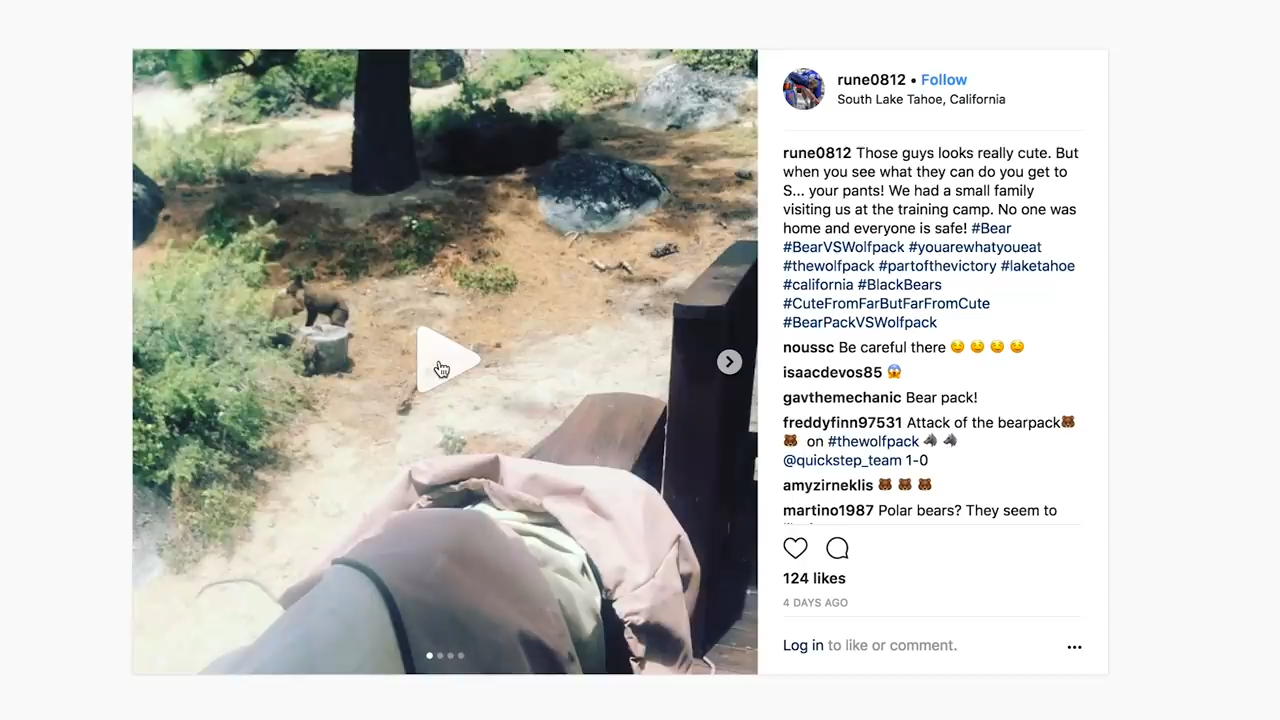 rune0812 • Follow
South Lake Tahoe, California
rune0812 Those guys looks really cute. But
when you see what they can do you get to
S... your pants! We had a small family
visiting us at the training camp. No one was
home and everyone is safe! #Bear
#BearVSWolfpack #youarewhatyoueat
#thewolfpack #partofthevictory #laketahoe
#california #BlackBears
#CuteFromFarButFarFromCute
#BearPackVSWolfpack
noussc Be careful there 😊 😊 😊 😊
isaacdevos85 😱
gavthemechanic Bear pack!
freddyfinn97531 Attack of the bearpack🐻
🐻 on #thewolfpack 🐺 🐺
@quickstep_team 1-0
amyzirneklis 🐻 🐻 🐻
martino1987 Polar bears? They seem to
124 likes
4 DAYS AGO
Log in to like or comment.